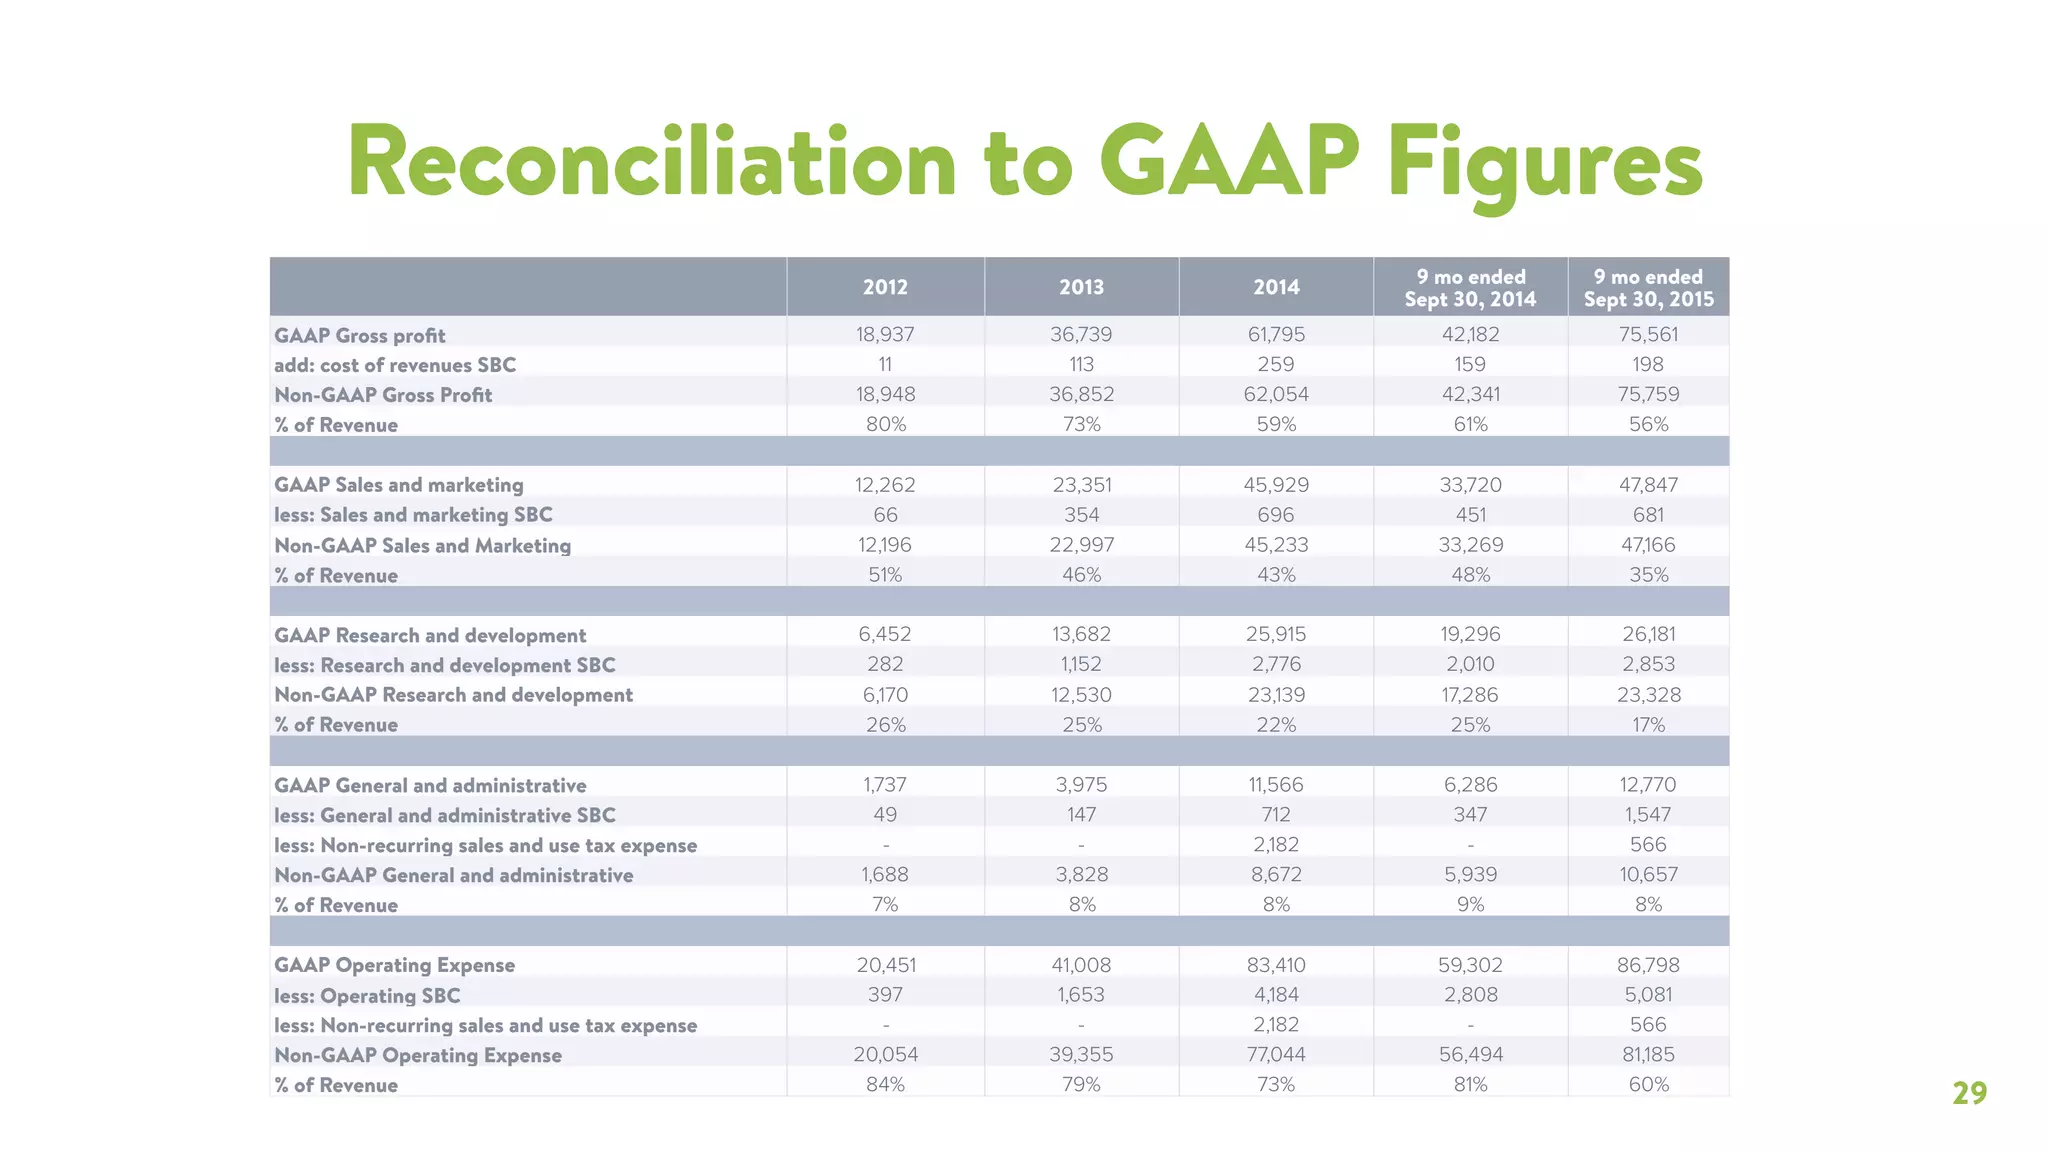 Reconciliation to GAAP Figures
2012 2013 2014 9 mo ended Sept 30, 2014 9 mo ended Sept 30, 2015
GAAP Gross profit 18,937 36,739 61,795 42,182 75,561
add: cost of revenues SBC 11 113 259 159 198
Non-GAAP Gross Profit 18,948 36,852 62,054 42,341 75,759
% of Revenue 80% 73% 59% 61% 56%
GAAP Sales and marketing 12,262 23,351 45,929 33,720 47,847
less: Sales and marketing SBC 66 354 696 451 681
Non-GAAP Sales and Marketing 12,196 22,997 45,233 33,269 47,166
% of Revenue 51% 46% 43% 48% 35%
GAAP Research and development 6,452 13,682 25,915 19,296 26,181
less: Research and development SBC 282 1,152 2,776 2,010 2,853
Non-GAAP Research and development 6,170 12,530 23,139 17,286 23,328
% of Revenue 26% 25% 22% 25% 17%
GAAP General and administrative 1,737 3,975 11,566 6,286 12,770
less: General and administrative SBC 49 147 712 347 1,547
less: Non-recurring sales and use tax expense - - 2,182 - 566
Non-GAAP General and administrative 1,688 3,828 8,672 5,939 10,657
% of Revenue 7% 8% 8% 9% 8%
GAAP Operating Expense 20,451 41,008 83,410 59,302 86,798
less: Operating SBC 397 1,653 4,184 2,808 5,081
less: Non-recurring sales and use tax expense - - 2,182 - 566
Non-GAAP Operating Expense 20,054 39,355 77,044 56,494 81,185
% of Revenue 84% 79% 73% 81% 60%
29